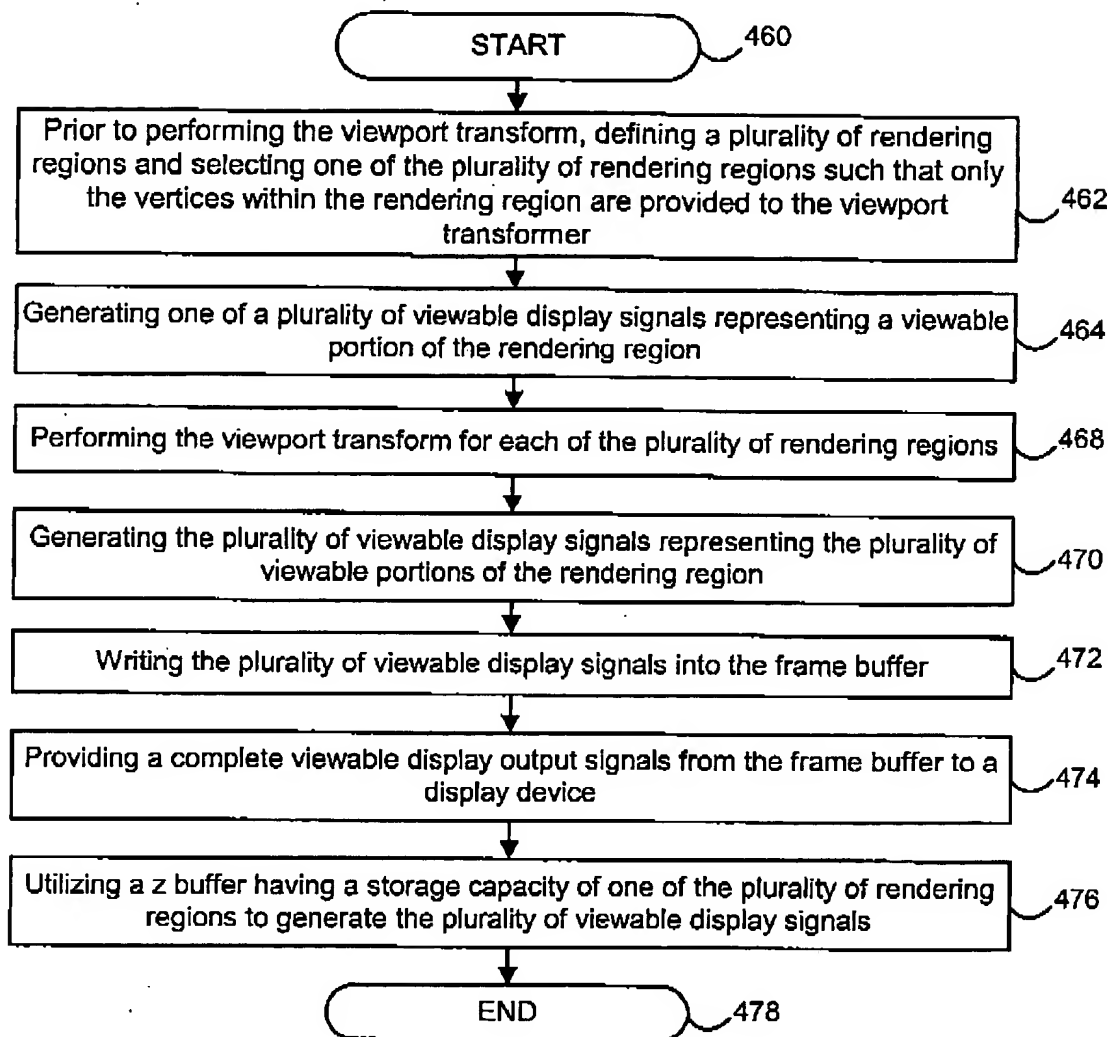 START
460
Prior to performing the viewport transform, defining a plurality of rendering
regions and selecting one of the plurality of rendering regions such that only
the vertices within the rendering region are provided to the viewport
transformer
462
Generating one of a plurality of viewable display signals representing a viewable
portion of the rendering region
464
Performing the viewport transform for each of the plurality of rendering regions
468
Generating the plurality of viewable display signals representing the plurality of
viewable portions of the rendering region
470
Writing the plurality of viewable display signals into the frame buffer
472
Providing a complete viewable display output signals from the frame buffer to a
display device
474
Utilizing a z buffer having a storage capacity of one of the plurality of rendering
regions to generate the plurality of viewable display signals
476
END
478